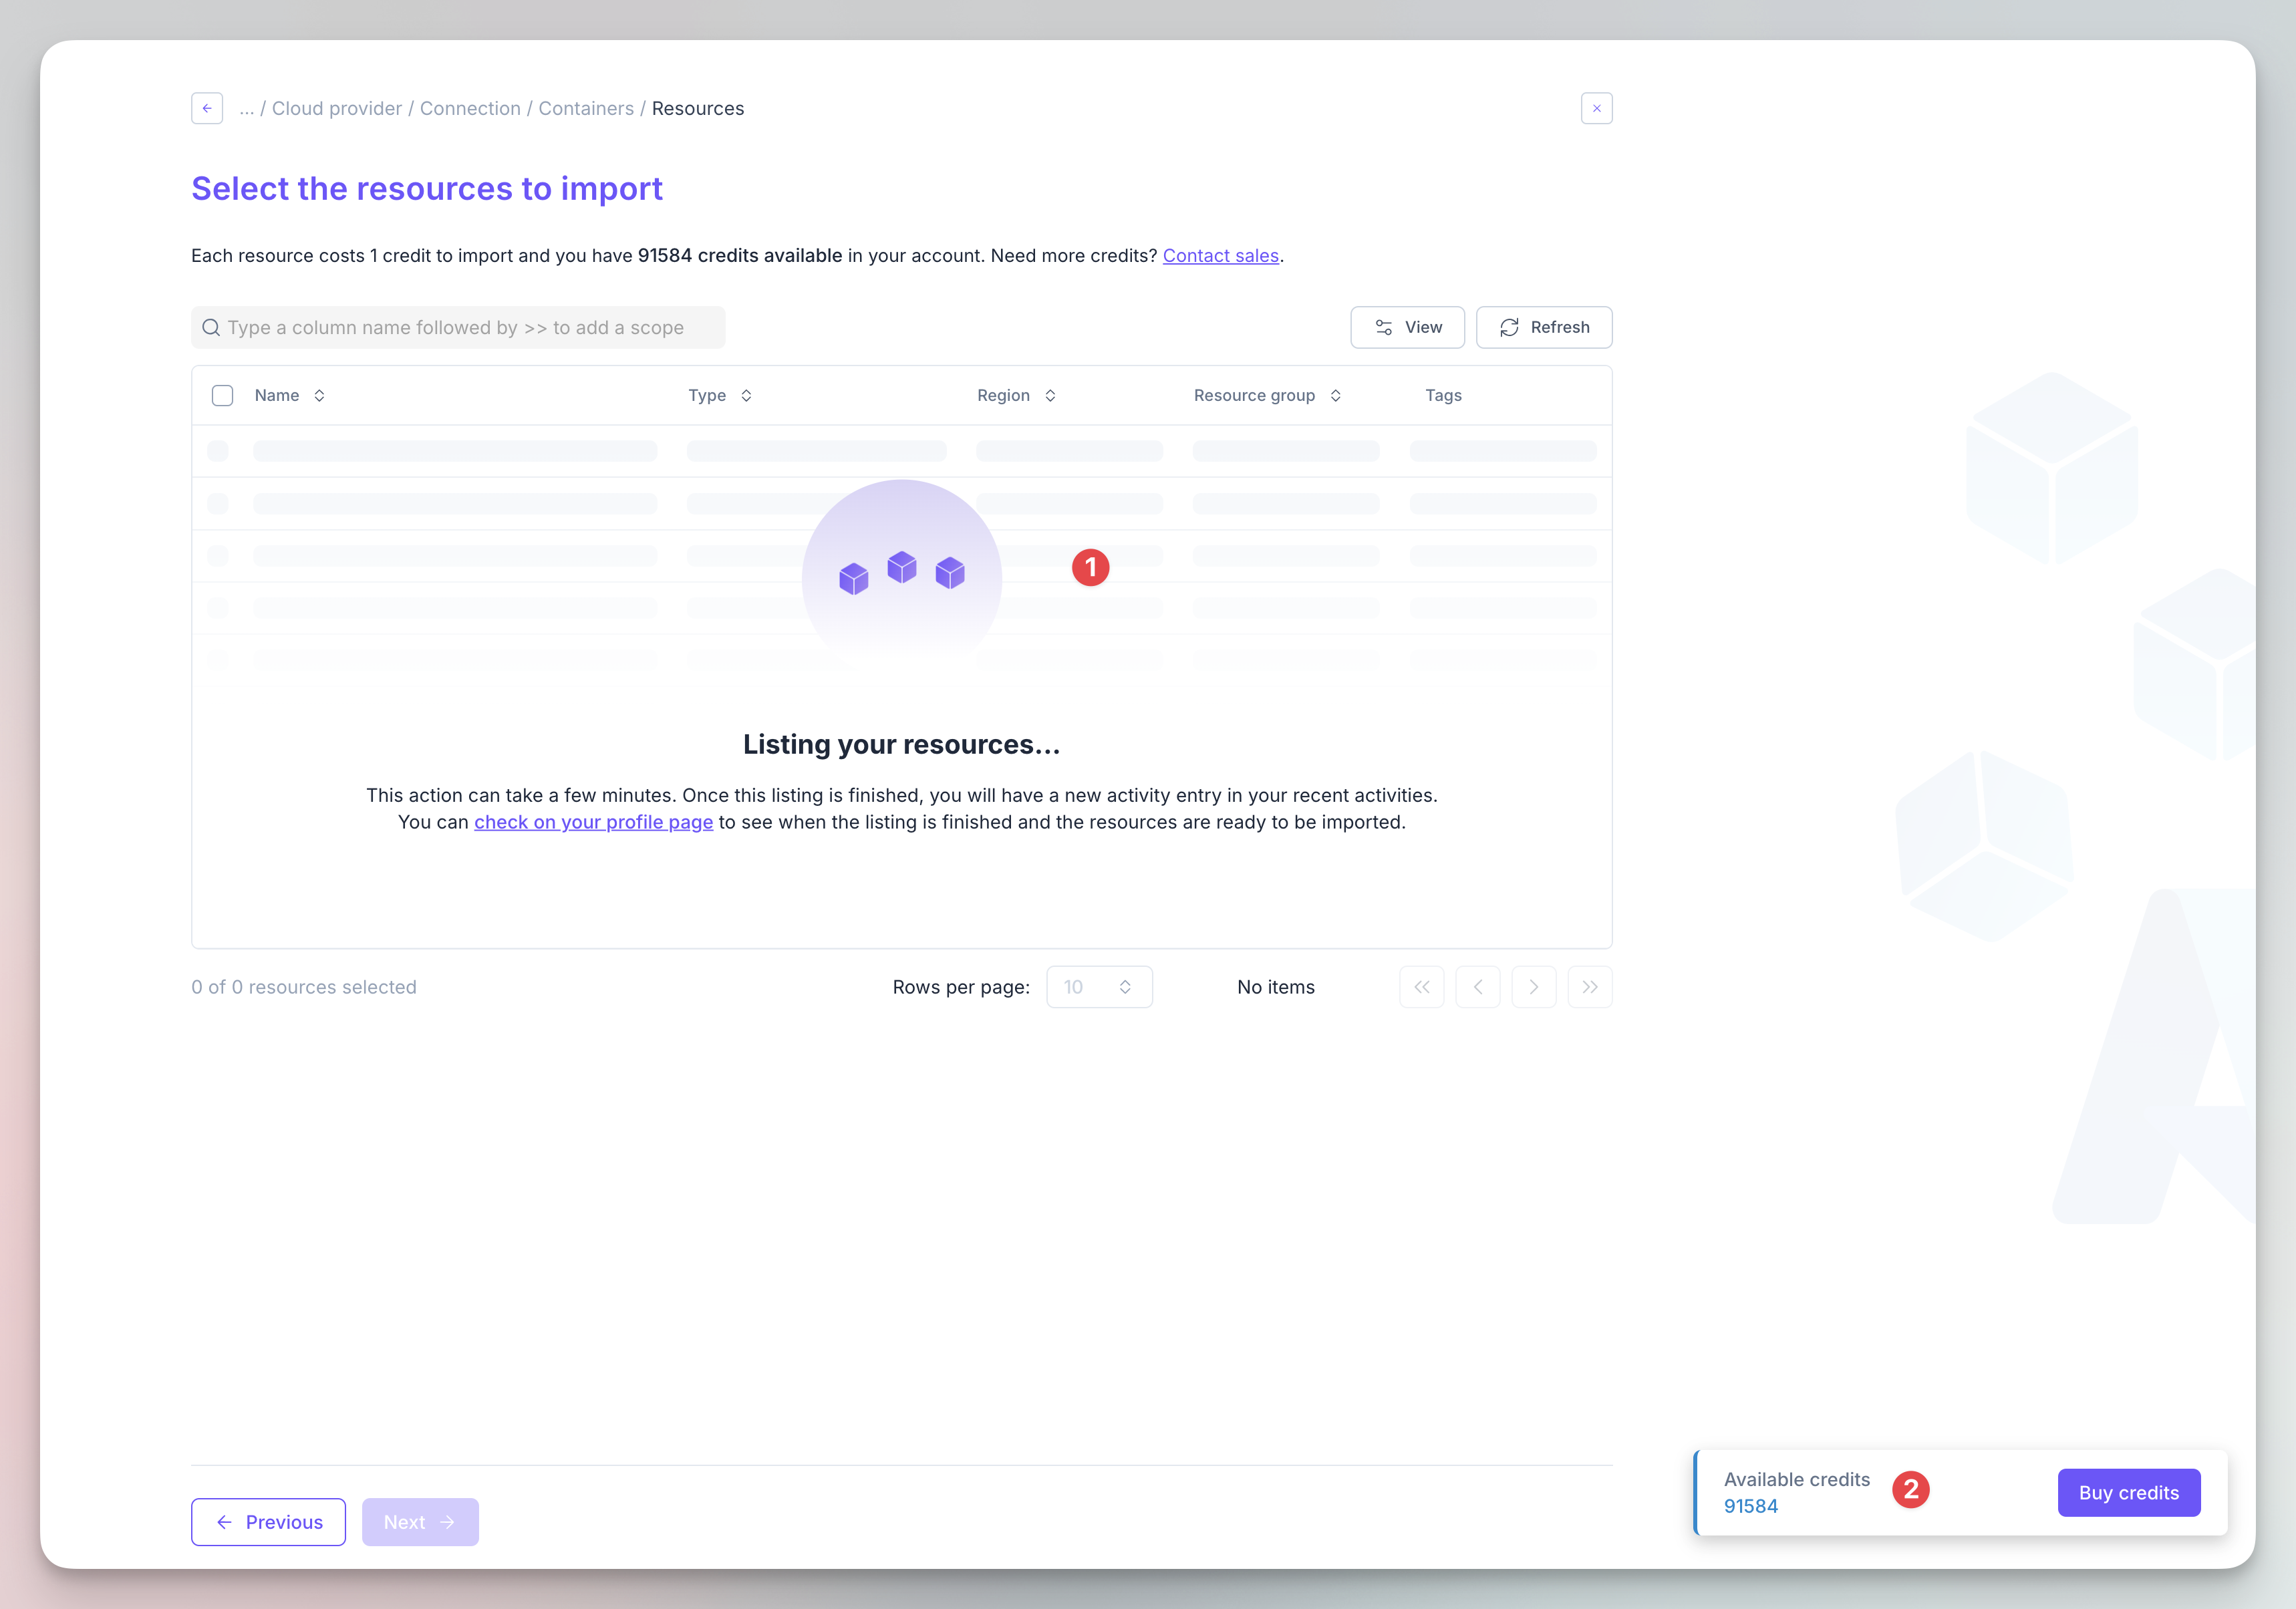 ... / Cloud provider / Connection / Containers / Resources
Select the resources to import
Each resource costs 1 credit to import and you have 91584 credits available in your account. Need more credits? Contact sales.
Type a column name followed by >> to add a scope
View
Refresh
Name
Type
Region
Resource group
Tags
1
Listing your resources...
This action can take a few minutes. Once this listing is finished, you will have a new activity entry in your recent activities.
You can check on your profile page to see when the listing is finished and the resources are ready to be imported.
0 of 0 resources selected
Rows per page:
10
No items
Available credits
91584
2
Buy credits
Previous
Next